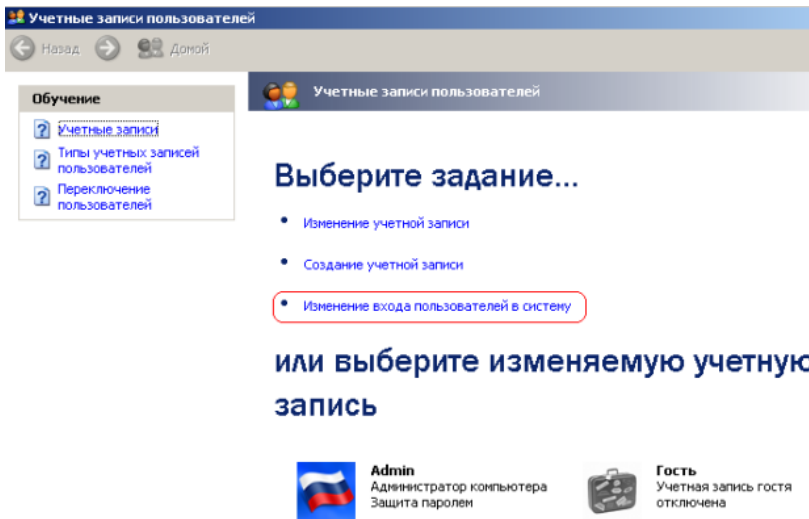 Учетные записи пользователей
Назад
Домой
Обучение
Учетные записи
Типы учетных записей
пользователей
Переключение
пользователей
Учетные записи пользователей
Выберите задание...
Изменение учетной записи
Создание учетной записи
Изменение входа пользователей в систему
или выберите изменяемую учетную
запись
Admin
Администратор компьютера
Защита паролем
Гость
Учетная запись гостя
отключена